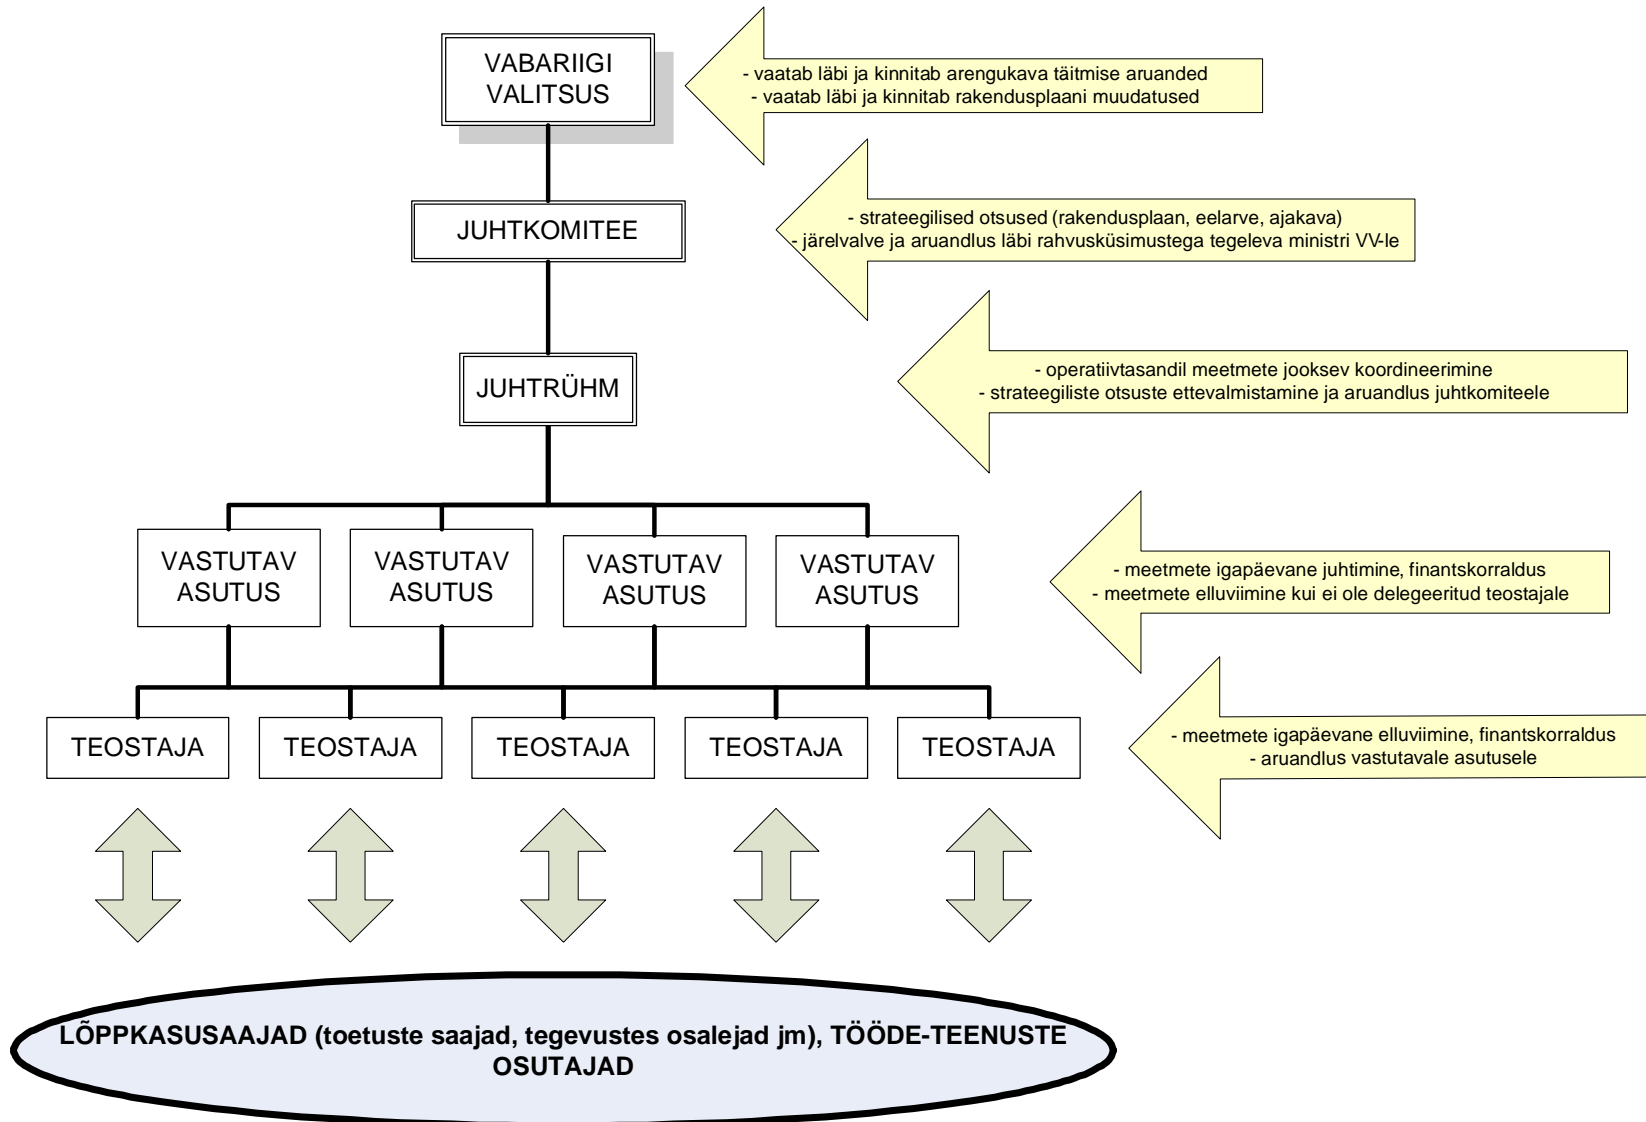 VABARIIGI
VALITSUS
- vaatab läbi ja kinnitab arengukava täitmise aruanded
- vaatab läbi ja kinnitab rakendusplaani muudatused
JUHTKOMITEE
- strateegilised otsused (rakendusplaan, eelarve, ajakava)
- järelvalve ja aruandlus läbi rahvusküsimustega tegeleva ministri VV-le
JUHTRÜHM
- operatiivtasandil meetmete jooksev koordineerimine
- strateegiliste otsuste ettevalmistamine ja aruandlus juhtkomiteele
VASTUTAV
ASUTUS
VASTUTAV
ASUTUS
VASTUTAV
ASUTUS
VASTUTAV
ASUTUS
- meetmete igapäevane juhtimine, finantskorraldus
- meetmete elluviimine kui ei ole delegeeritud teostajale
TEOSTAJA
TEOSTAJA
TEOSTAJA
TEOSTAJA
TEOSTAJA
- meetmete igapäevane elluviimine, finantskorraldus
- aruandlus vastutavale asutusele
LÕPPKASUSAAJAD (toetuste saajad, tegevustes osalejad jm), TÖÖDE-TEENUSTE
OSUTAJAD